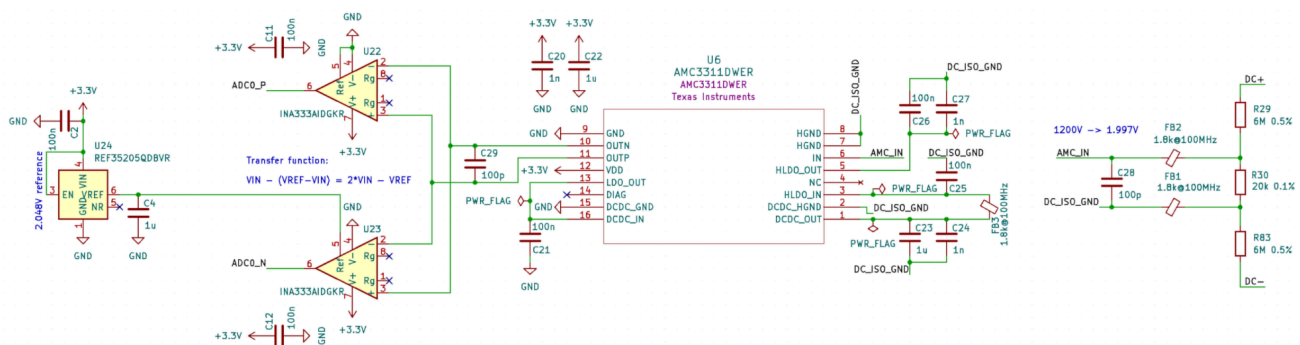 +3.3V
C11
100n
GND
GND
U22
2
5
4
Ref
V-
8
Rg
ADC0_P
6
1
V+
3
INA333AIDGKR
7
+3.3V
+3.3V
GND
C2
100n
U24
REF35205QDBVR
2.048V reference
4
VIN
3
EN
VREF
6
NR
5
GND
1
GND
C4
1u
GND
Transfer function:
VIN - (VREF-VIN) = 2*VIN - VREF
GND
U23
2
5
4
Ref
V-
8
Rg
ADC0_N
6
1
V+
3
INA333AIDGKR
7
+3.3V
+3.3V
C12
100n
GND
C29
100p
+3.3V
+3.3V
C20
1n
C22
1u
GND
GND
U6
AMC3311DWER
AMC3311DWER
Texas Instruments
GND
9
GND
10
OUTN
11
OUTP
+3.3V
12
VDD
13
LDO_OUT
14
DIAG
PWR_FLAG
GND
15
DCDC_GND
16
DCDC_IN
100n
C21
GND
HGND
8
HGND
7
IN
6
HLDO_OUT
5
NC
4
HLDO_IN
3
DCDC_HGND
2
DCDC_OUT
1
DC_ISO_GND
DC_ISO_GND
100n
C26
C27
1n
PWR_FLAG
AMC_IN
DC_ISO_GND
100n
C25
PWR_FLAG
DC_ISO_GND
FB3
1.8k@100MHz
PWR_FLAG
C23
1u
C24
1n
DC_ISO_GND
1200V -> 1.997V
AMC_IN
FB2
1.8k@100MHz
C28
100p
FB1
1.8k@100MHz
DC_ISO_GND
DC+
R29
6M 0.5%
R30
20k 0.1%
R83
6M 0.5%
DC-